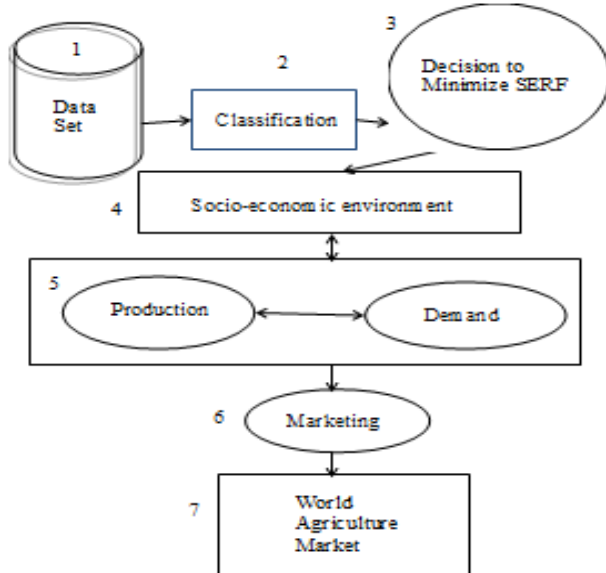 1
Data
Set
2
Classification
3
Decision to
Minimize SERF
4
Socio-economic environment
5
Production
Demand
6
Marketing
7
World
Agriculture
Market